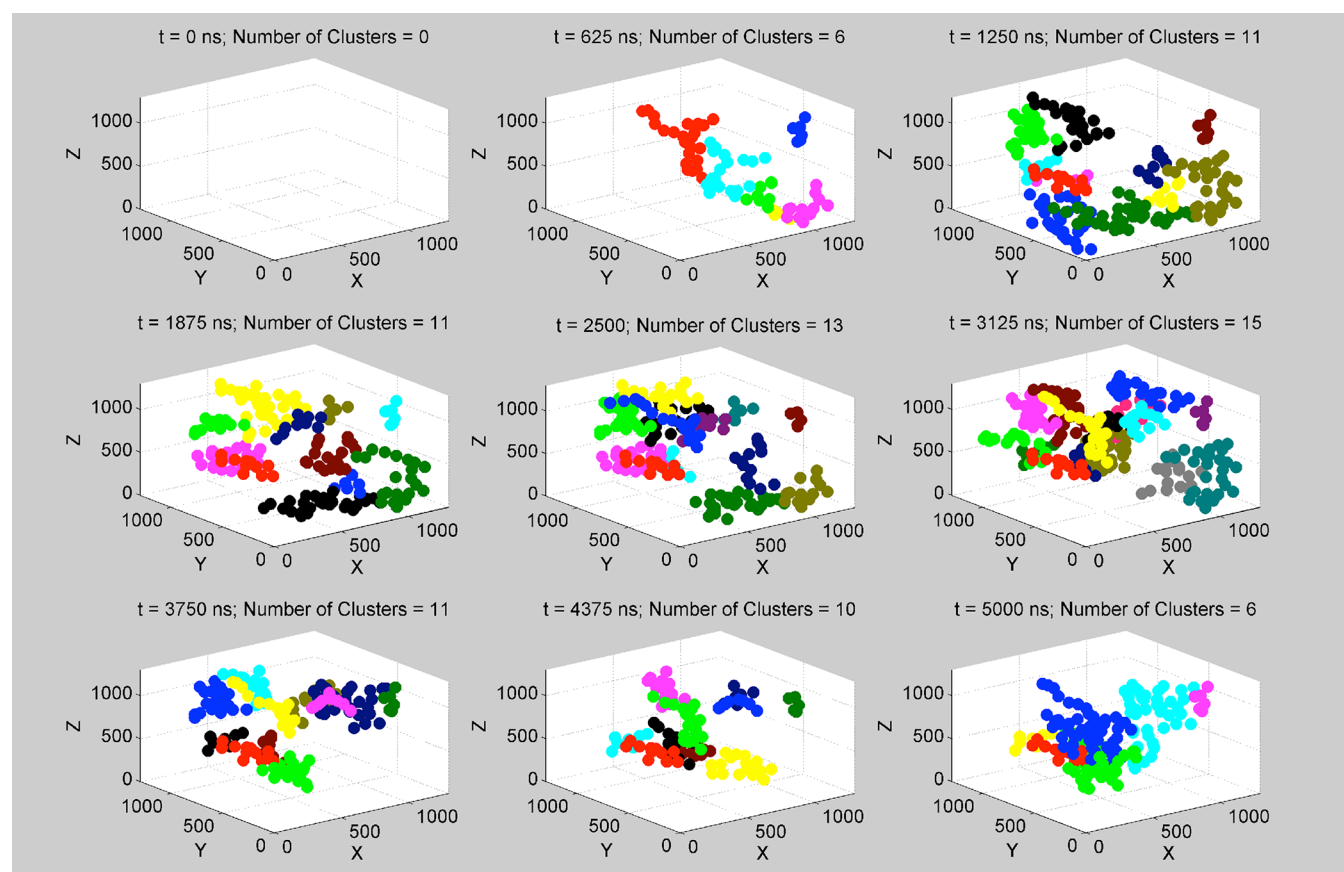 t = 0 ns; Number of Clusters = 0
t = 625 ns; Number of Clusters = 6
t = 1250 ns; Number of Clusters = 11
Z
1000
500
0
1000
500
0
Y
0
500
1000
X
Z
1000
500
0
1000
500
0
Y
0
500
1000
X
Z
1000
500
0
1000
500
0
Y
0
500
1000
X
t = 1875 ns; Number of Clusters = 11
t = 2500; Number of Clusters = 13
t = 3125 ns; Number of Clusters = 15
Z
1000
500
0
1000
500
0
Y
0
500
1000
X
Z
1000
500
0
1000
500
0
Y
0
500
1000
X
Z
1000
500
0
1000
500
0
Y
0
500
1000
X
t = 3750 ns; Number of Clusters = 11
t = 4375 ns; Number of Clusters = 10
t = 5000 ns; Number of Clusters = 6
Z
1000
500
0
1000
500
0
Y
0
500
1000
X
Z
1000
500
0
1000
500
0
Y
0
500
1000
X
Z
1000
500
0
1000
500
0
Y
0
500
1000
X